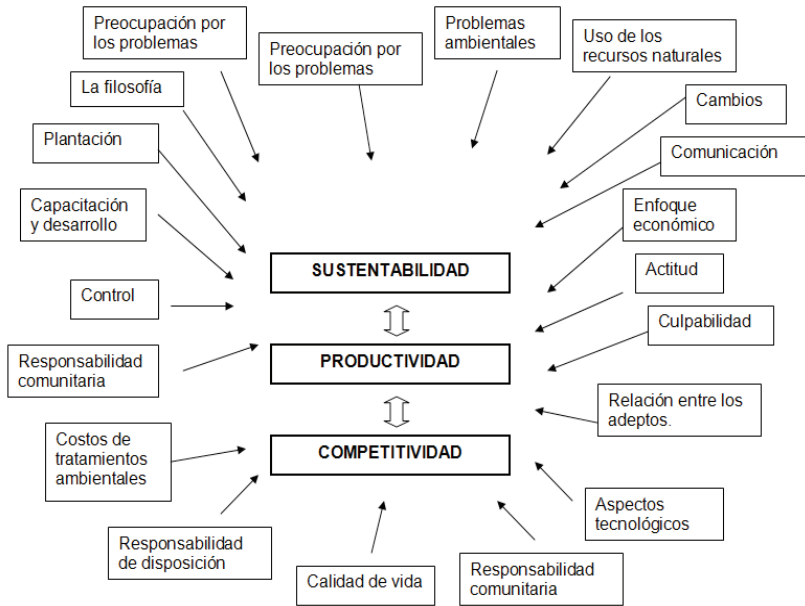 Preocupación por
los problemas
Preocupación por
los problemas
Problemas
ambientales
Uso de los
recursos naturales
La filosofía
Cambios
Plantación
Comunicación
Capacitación
y desarrollo
Enfoque
económico
SUSTENTABILIDAD
Actitud
Control
Culpabilidad
Responsabilidad
comunitaria
PRODUCTIVIDAD
Relación entre los
adeptos.
Costos de
tratamientos
ambientales
COMPETITIVIDAD
Aspectos
tecnológicos
Responsabilidad
de disposición
Calidad de vida
Responsabilidad
comunitaria